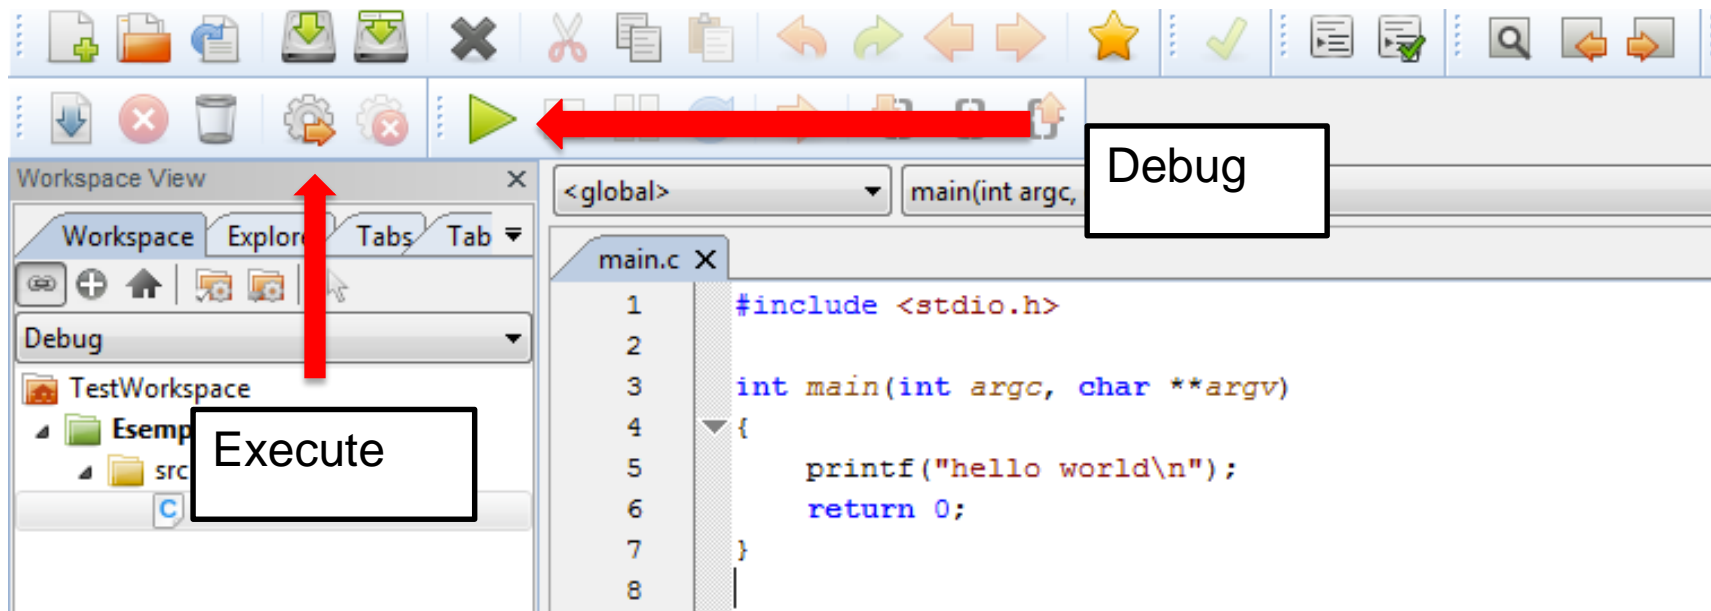 Workspace View
Debug
<global>
main(int argc,
Workspace
Explore
Tabs
Tab
main.c
1 #include <stdio.h>
2
Debug
3 int main(int argc, char **argv)
TestWorkspace
4 {
Esemp
Execute
5 printf("hello world\n");
src
6 return 0;
C
7 }
8